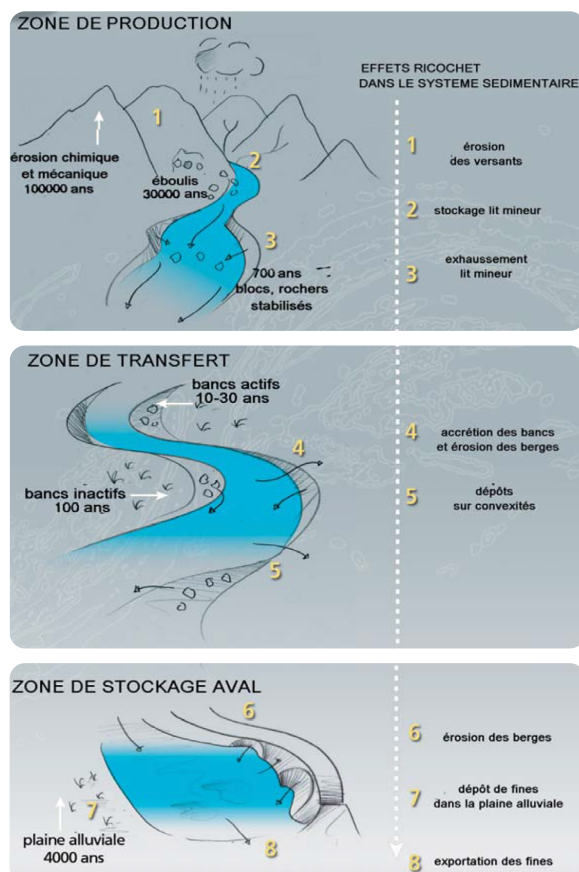 ZONE DE PRODUCTION
EFFETS RICOCHET
DANS LE SYSTEME SEDIMENTAIRE
1
2
3
érosion chimique
et mécanique
100000 ans
éboulis
30000 ans
700 ans
blocs, rochers
stabilisés
1 érosion
des versants
2 stockage lit mineur
3 exhaussement
lit mineur
ZONE DE TRANSFERT
bancs actifs
10-30 ans
4
bancs inactifs
100 ans
5
4 accrétion des bancs
et érosion des berges
5 dépôts
sur convexités
ZONE DE STOCKAGE AVAL
6
7
plaine alluviale
4000 ans
8
6 érosion des berges
7 dépôt de fines
dans la plaine alluviale
8 exportation des fines